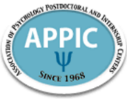 ASSOCIATION OF PSYCHOLOGY POSTDOCTORAL AND INTERNSHIP CENTERS
APPIC
Ψ
SINCE 1968